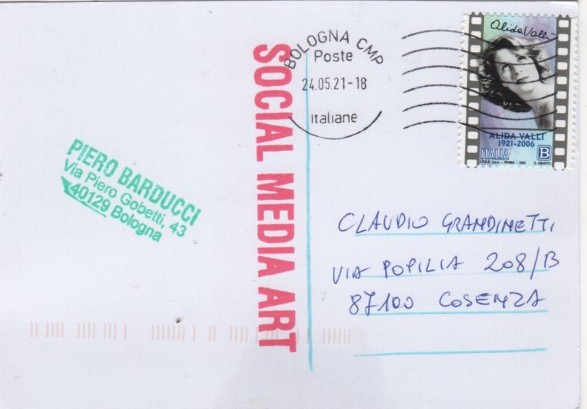 BOLOGNA CMP
Poste
24.05.21-18
italiane
Alida Valli
ALIDA VALLI
1921-2006
ITALIA B
SOCIAL MEDIA ART
PIERO BARDUCCI
Via Piero Gobetti, 43
40129 Bologna
CLAUDIO GRANDINETTI
VIA POPILIA 208/B
87100 COSENZA